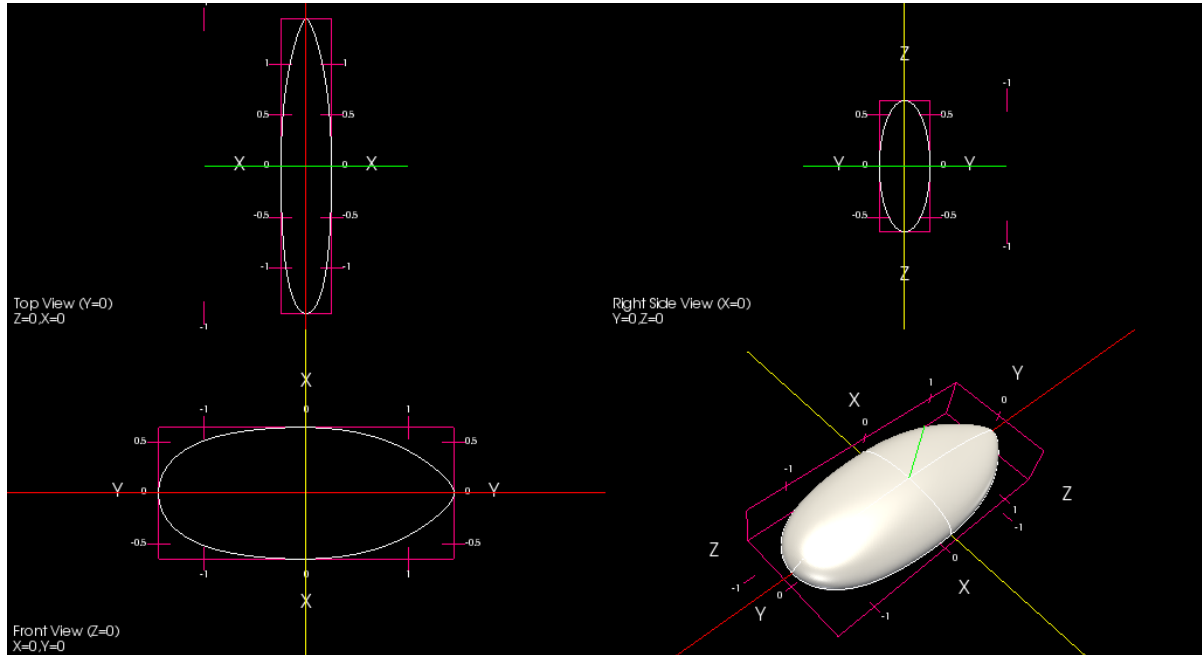 -1
1 1
0.5 0.5
X 0 0 X
-0.5 -0.5
-1 -1
Top View (Y=0)
Z=0,X=0
-1
Z
-1
0.5 0.5
Y 0 0 Y
-0.5 -0.5
-1
Z
Right Side View (X=0)
Y=0,Z=0
X
-1 0 1
0.5 0.5
Y 0 0 Y
-0.5 -0.5
-1 0 1
X
Front View (Z=0)
X=0,Y=0
Y
1
0
X
0
-1
Z
1
-1
Z
0
-1
X
0
Y
-1